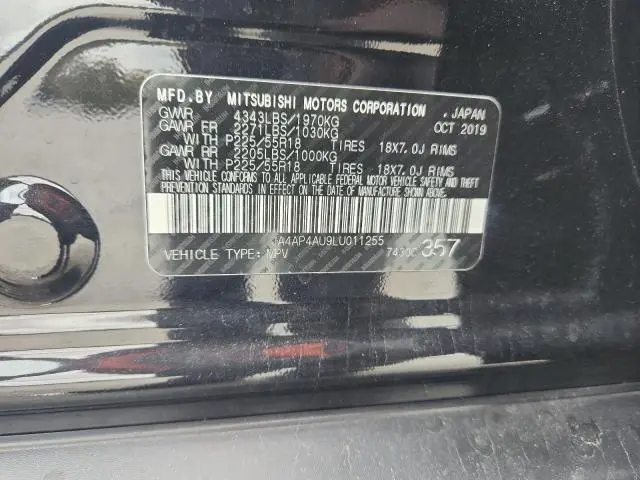 MFD.BY MITSUBISHI MOTORS CORPORATION , JAPAN
GVWR 4343LBS/1970KG OCT 2019
GAWR FR 2271LBS/1030KG
WITH P225/55R18 TIRES 18X7.0J RIMS
GAWR RR 2205LBS/1000KG
WITH P225/55R18 TIRES 18X7.0J RIMS
THIS VEHICLE CONFORMS TO ALL APPLICABLE FEDERAL MOTOR VEHICLE SAFETY AND THEFT
PREVENTION STANDARDS IN EFFECT ON THE DATE OF MANUFACTURE SHOWN ABOVE.
JA4AP4AU9LU011255
VEHICLE TYPE: MPV 357